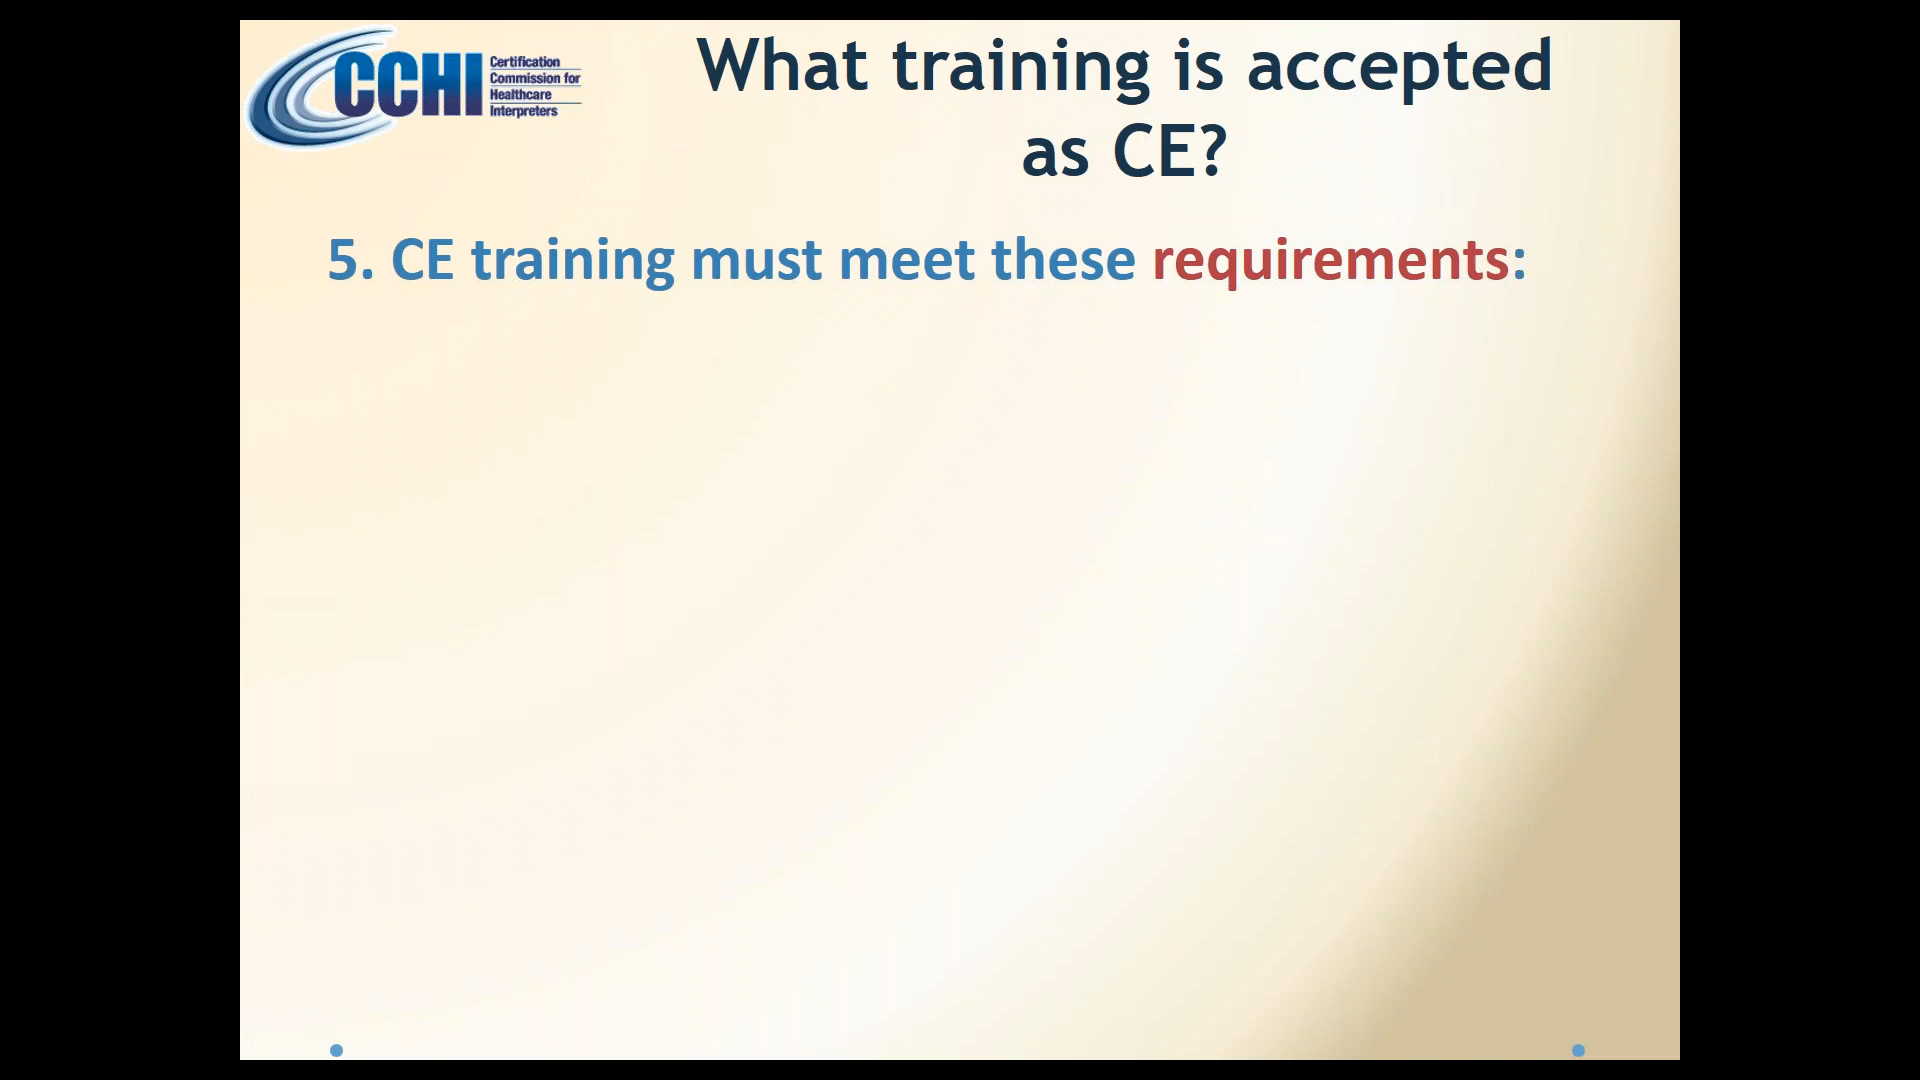 CCHI
Certification
Commission for
Healthcare
Interpreters
What training is accepted
as CE?
5. CE training must meet these requirements: